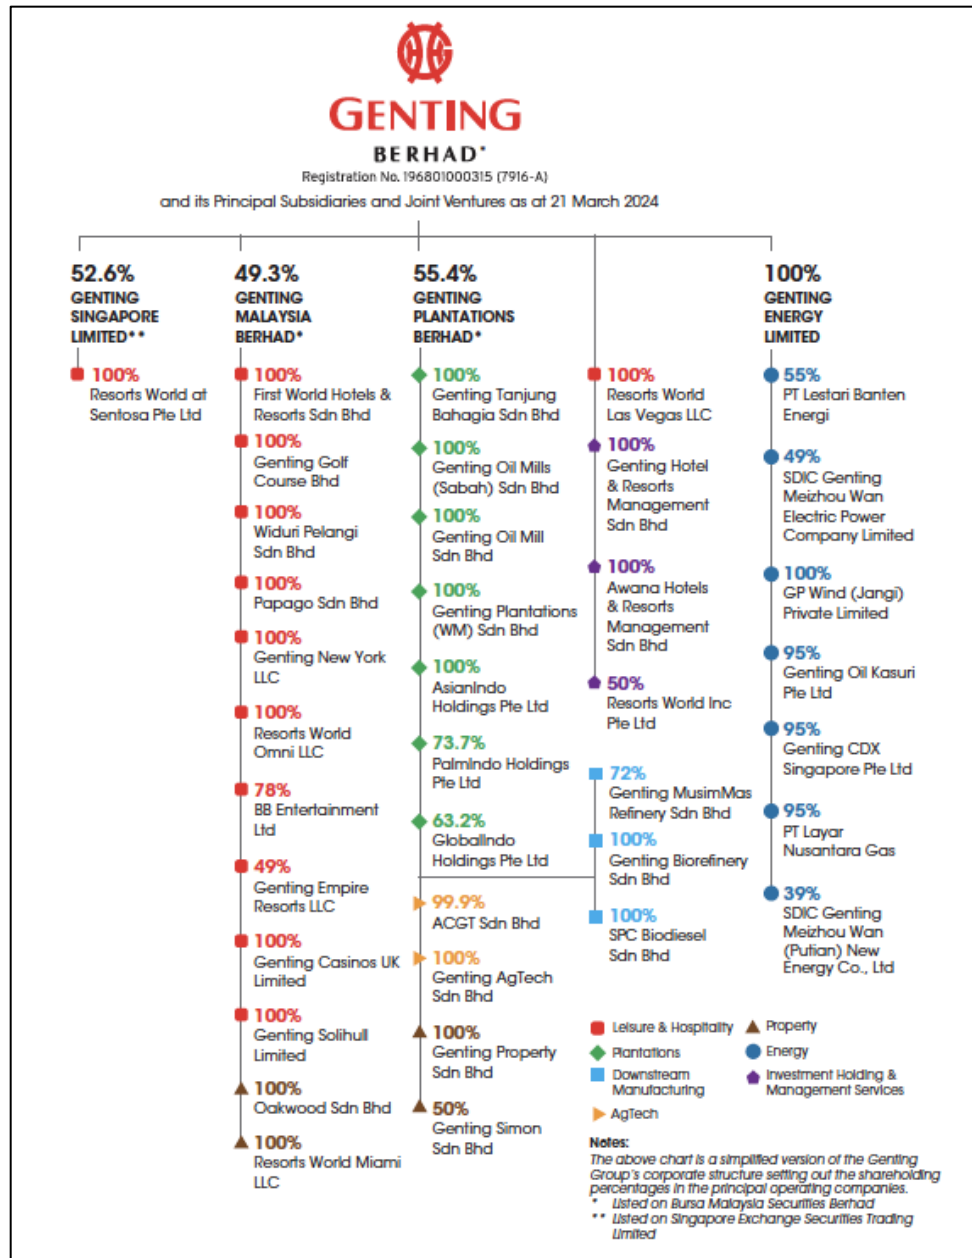 GENTING
BERHAD*
Registration No. 196801000315 (7916-A)
and its Principal Subsidiaries and Joint Ventures as at 21 March 2024
52.6%
GENTING
SINGAPORE
LIMITED**
100%
Resorts World at
Sentosa Pte Ltd
49.3%
GENTING
MALAYSIA
BERHAD*
100%
First World Hotels &
Resorts Sdn Bhd
100%
Genting Golf
Course Bhd
100%
Widuri Pelangi
Sdn Bhd
100%
Papago Sdn Bhd
100%
Genting New York
LLC
100%
Resorts World
Omni LLC
78%
BB Entertainment
Ltd
49%
Genting Empire
Resorts LLC
100%
Genting Casinos UK
Limited
100%
Genting Solihull
Limited
100%
Oakwood Sdn Bhd
100%
Resorts World Miami
LLC
55.4%
GENTING
PLANTATIONS
BERHAD*
100%
Genting Tanjung
Bahagia Sdn Bhd
100%
Genting Oil Mills
(Sabah) Sdn Bhd
100%
Genting Oil Mill
Sdn Bhd
100%
Genting Plantations
(WM) Sdn Bhd
100%
AsianIndo
Holdings Pte Ltd
73.7%
PalmIndo Holdings
Pte Ltd
63.2%
GlobalIndo
Holdings Pte Ltd
99.9%
ACGT Sdn Bhd
100%
Genting AgTech
Sdn Bhd
100%
Genting Property
Sdn Bhd
50%
Genting Simon
Sdn Bhd
100%
Resorts World
Las Vegas LLC
100%
Genting Hotel
& Resorts
Management
Sdn Bhd
100%
Awana Hotels
& Resorts
Management
Sdn Bhd
50%
Resorts World Inc
Pte Ltd
72%
Genting MusimMas
Refinery Sdn Bhd
100%
Genting Biorefinery
Sdn Bhd
100%
SPC Biodiesel
Sdn Bhd
100%
GENTING
ENERGY
LIMITED
55%
PT Lestari Banten
Energi
49%
SDIC Genting
Meizhou Wan
Electric Power
Company Limited
100%
GP Wind (Jangi)
Private Limited
95%
Genting Oil Kasuri
Pte Ltd
95%
Genting CDX
Singapore Pte Ltd
95%
PT Layar
Nusantara Gas
39%
SDIC Genting
Meizhou Wan
(Putian) New
Energy Co., Ltd
Leisure & Hospitality
Plantations
Downstream
Manufacturing
AgTech
Property
Energy
Investment Holding &
Management Services
Notes:
The above chart is a simplified version of the Genting
Group's corporate structure setting out the shareholding
percentages in the principal operating companies.
* Listed on Bursa Malaysia Securities Berhad
** Listed on Singapore Exchange Securities Trading
Limited